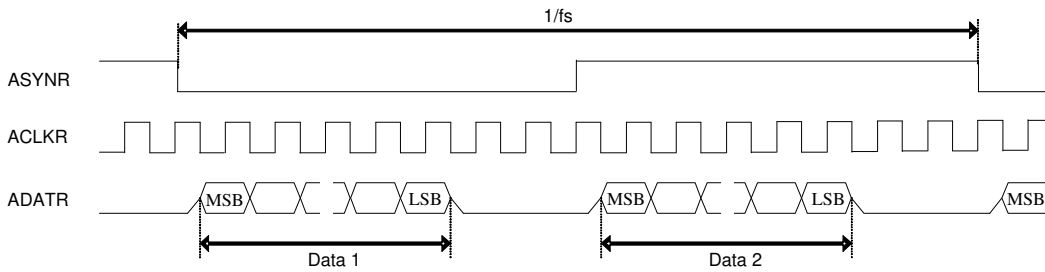 1/fs
ASYNR
ACLKR
ADATR MSB LSB MSB LSB MSB
Data 1 Data 2